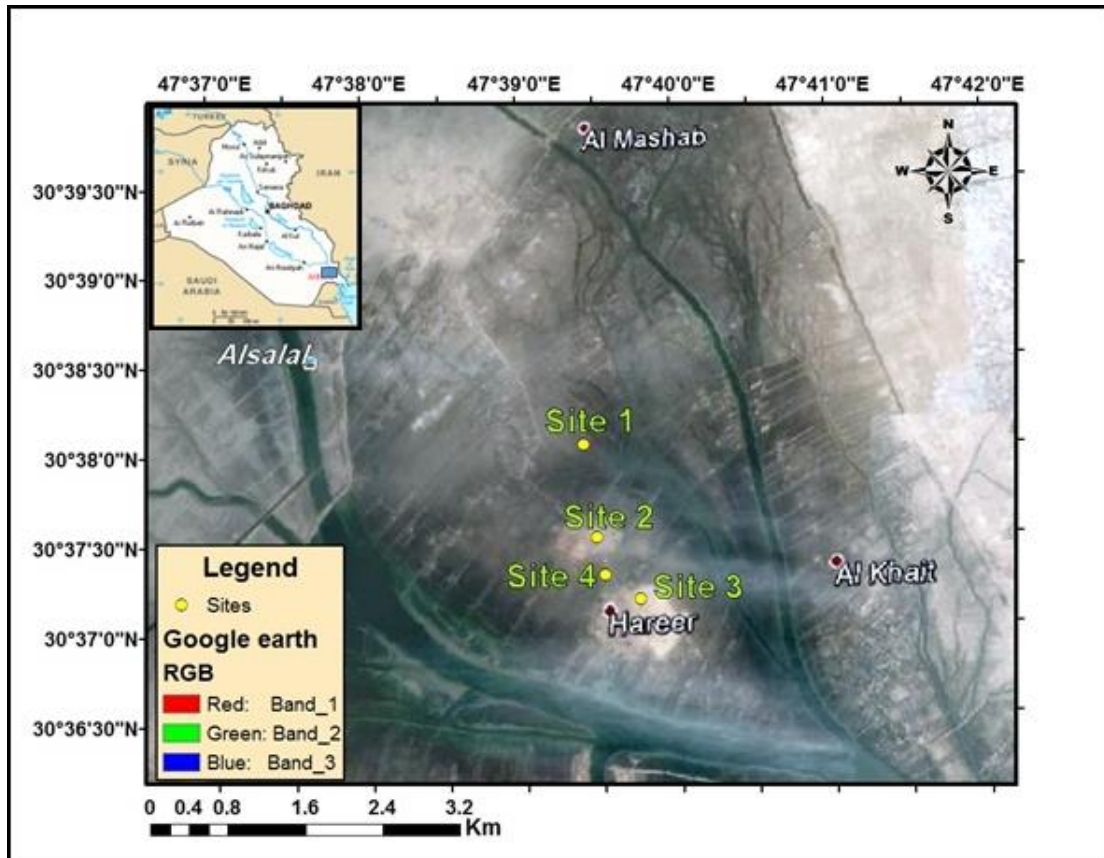 47°37'0"E 47°38'0"E 47°39'0"E 47°40'0"E 47°41'0"E 47°42'0"E
30°39'30"N
30°39'0"N
30°38'30"N
30°38'0"N
30°37'30"N
30°37'0"N
30°36'30"N
N
W E
S
SYRIA
IRAN
BAGHDAD
SAUDI
ARABIA
Al Mashab
Alsalal
Site 1
Site 2
Site 4
Site 3
Al Khait
Hareer
Legend
Sites
Google earth
RGB
Red: Band_1
Green: Band_2
Blue: Band_3
0 0.4 0.8 1.6 2.4 3.2
Km